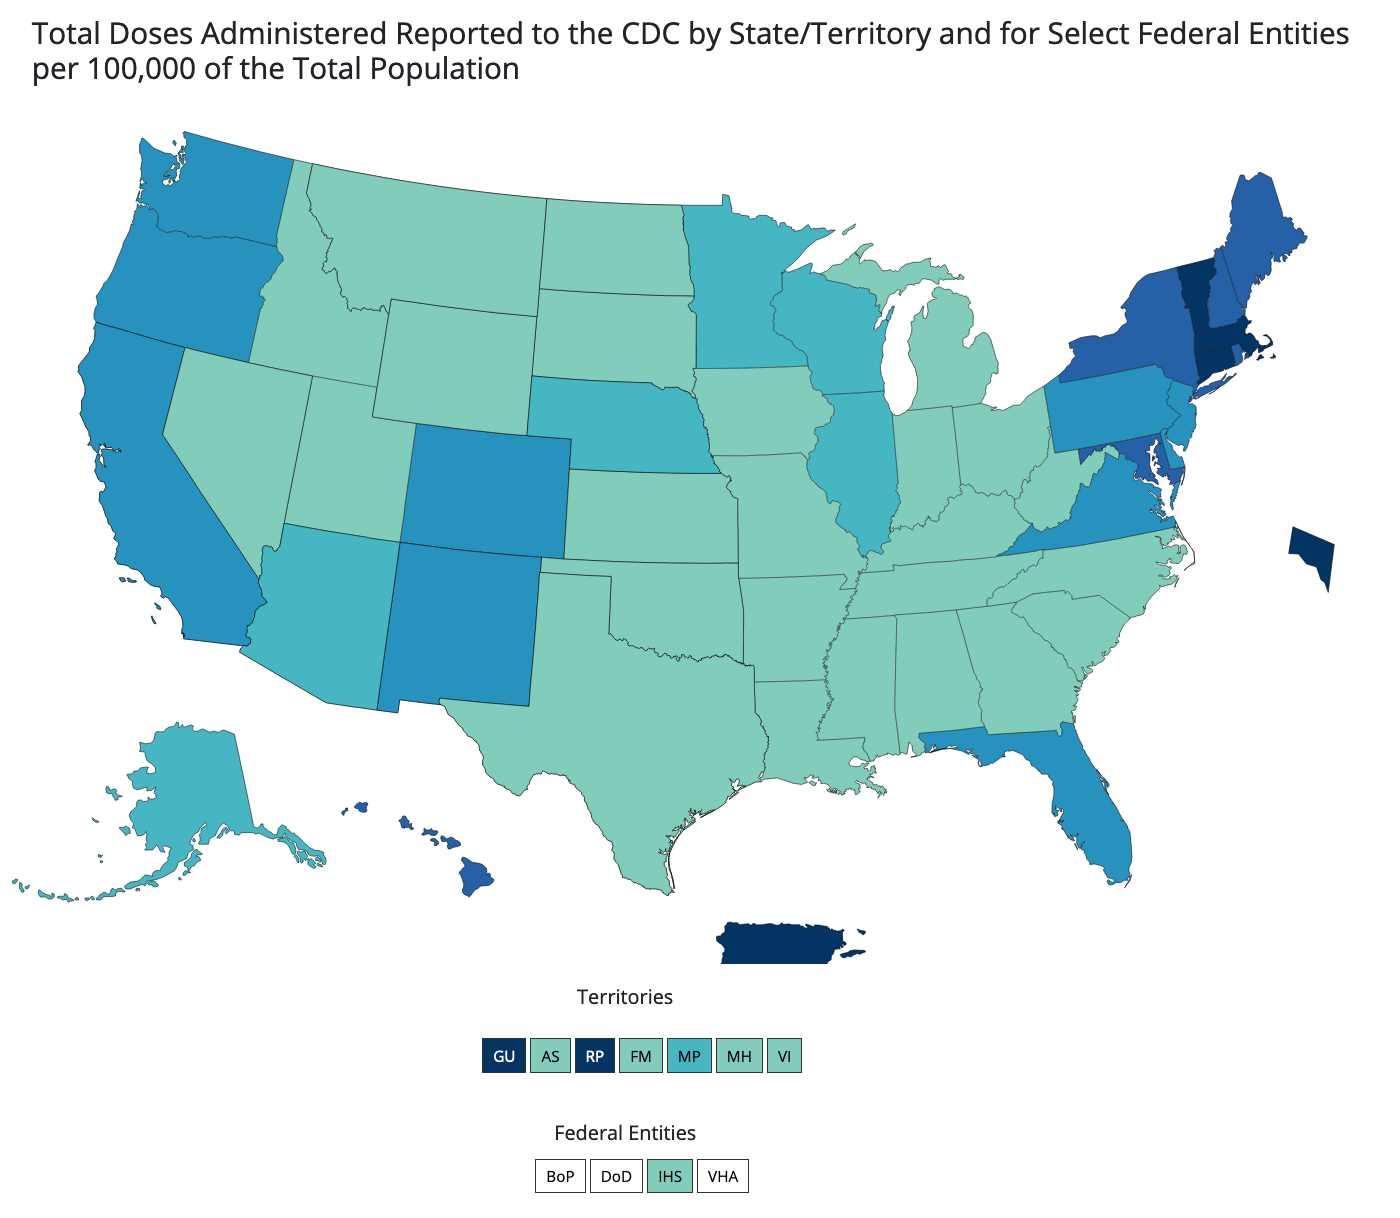 Total Doses Administered Reported to the CDC by State/Territory and for Select Federal Entities
per 100,000 of the Total Population
Territories
GU AS RP FM MP MH VI
Federal Entities
BoP DoD IHS VHA